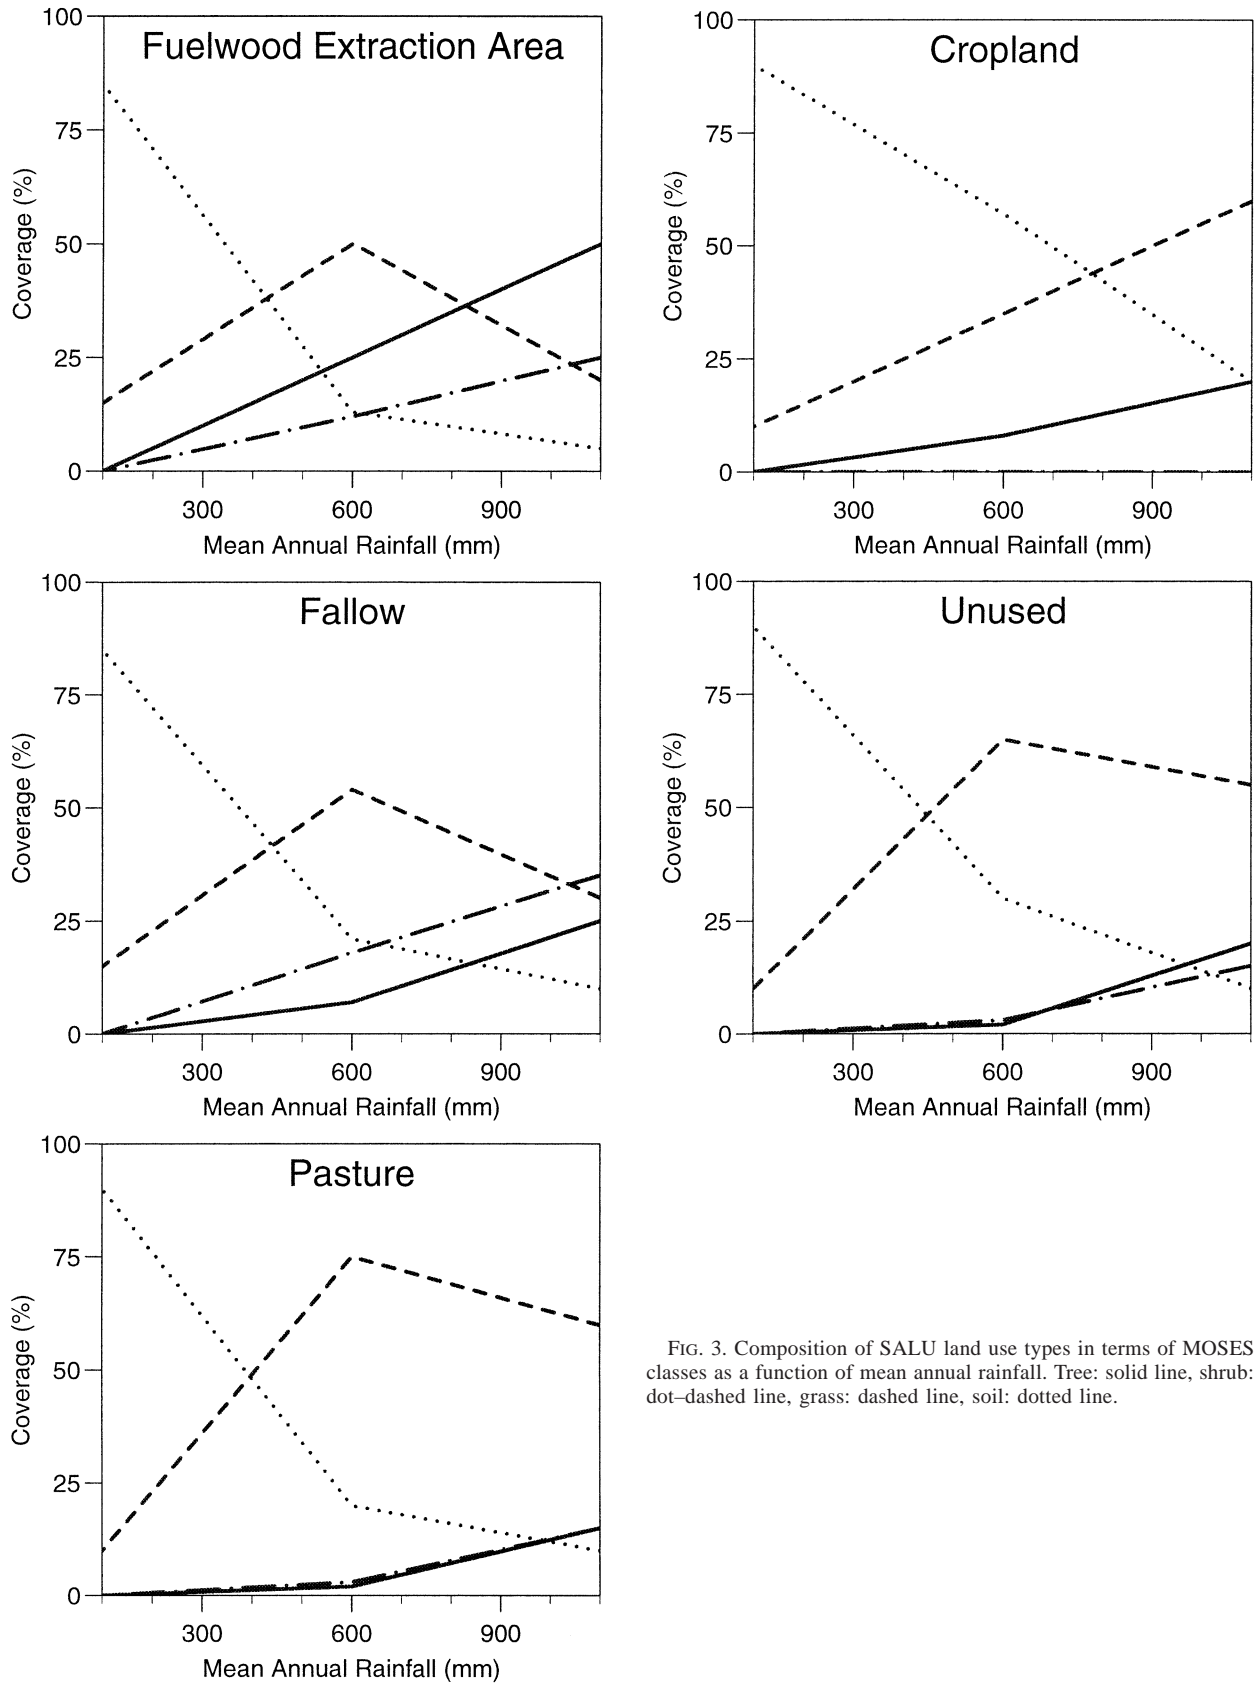 Fuelwood Extraction Area
100
75
50
25
0
Coverage (%)
300 600 900
Mean Annual Rainfall (mm)
Cropland
100
75
50
25
0
Coverage (%)
300 600 900
Mean Annual Rainfall (mm)
Fallow
100
75
50
25
0
Coverage (%)
300 600 900
Mean Annual Rainfall (mm)
Unused
100
75
50
25
0
Coverage (%)
300 600 900
Mean Annual Rainfall (mm)
Pasture
100
75
50
25
0
Coverage (%)
300 600 900
Mean Annual Rainfall (mm)
FIG. 3. Composition of SALU land use types in terms of MOSES
classes as a function of mean annual rainfall. Tree: solid line, shrub:
dot–dashed line, grass: dashed line, soil: dotted line.